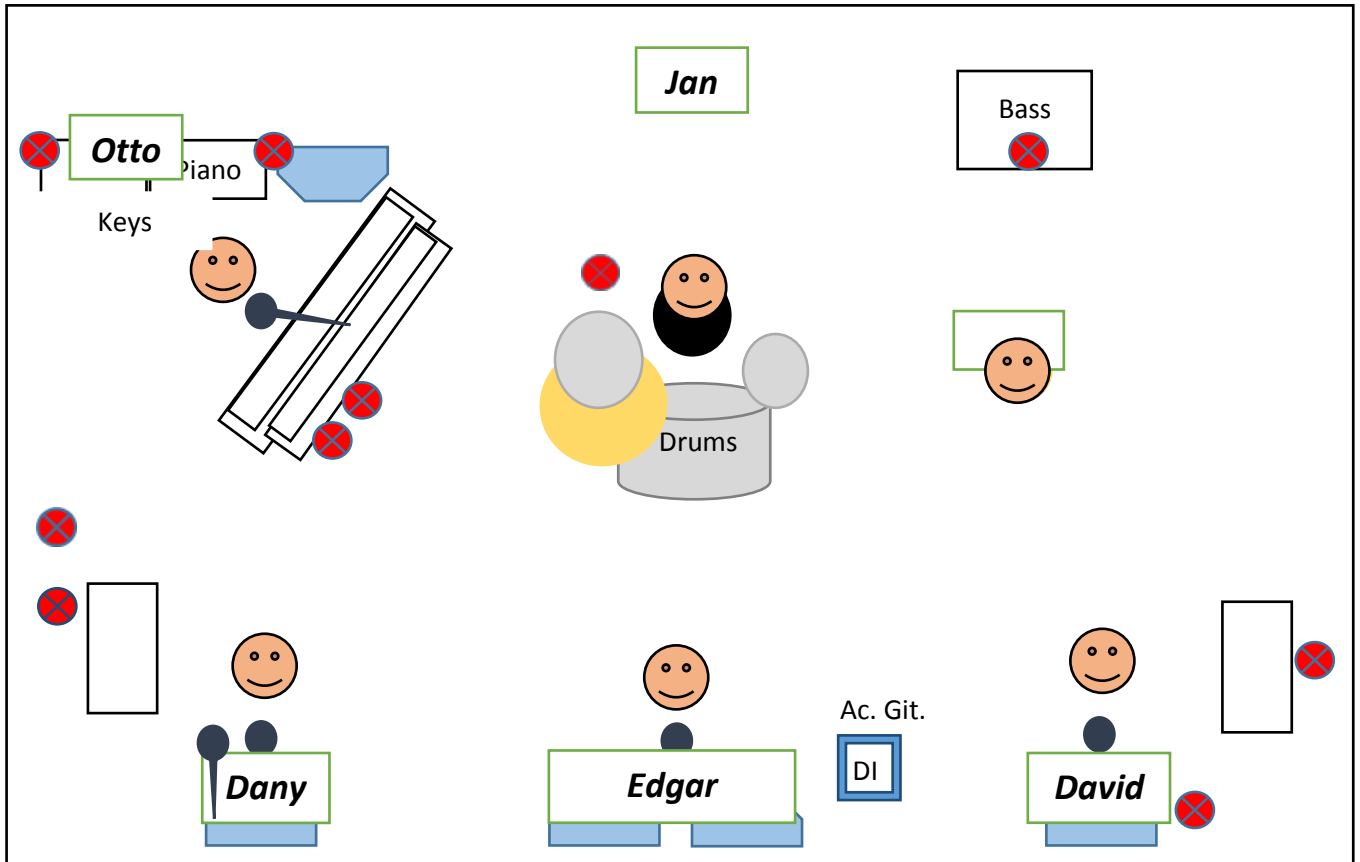 Jan
Bass
Otto
Piano
Keys
Drums
Ac. Git.
DI
Dany
Edgar
David